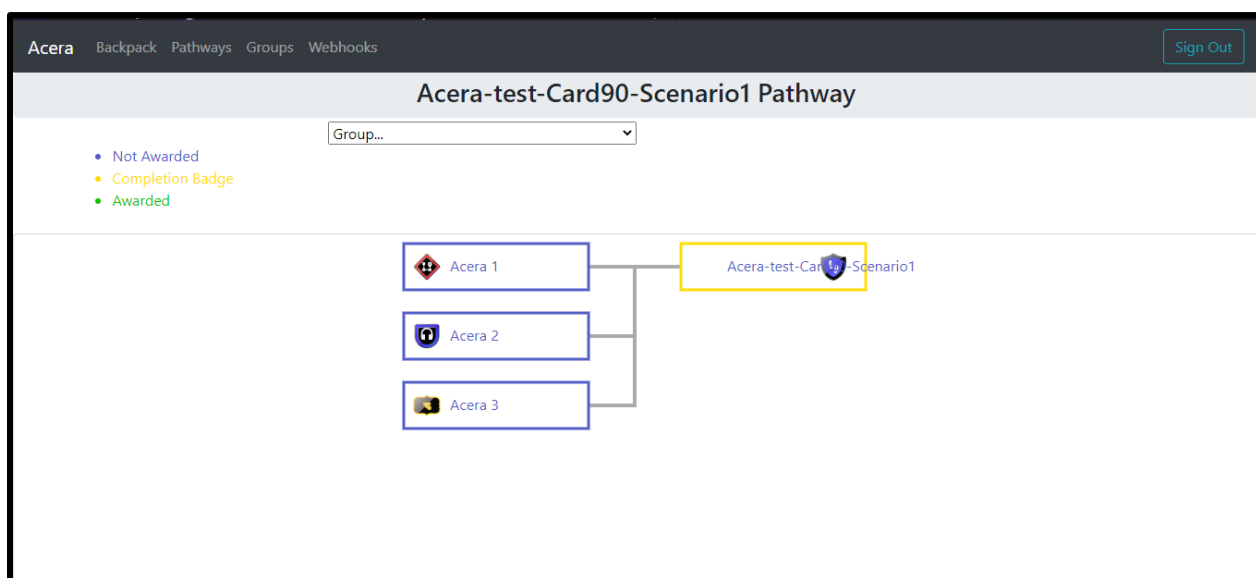 Acera Backpack Pathways Groups Webhooks Sign Out
Acera-test-Card90-Scenario1 Pathway
Group...
Not Awarded
Completion Badge
Awarded
Acera 1
Acera-test-Card90-Scenario1
Acera 2
Acera 3